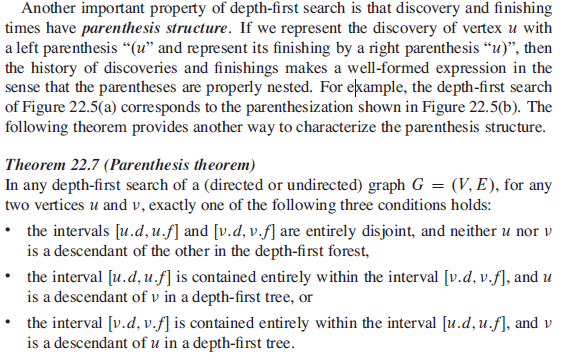 Another important property of depth-first search is that discovery and finishing
times have parenthesis structure. If we represent the discovery of vertex u with
a left parenthesis “(u” and represent its finishing by a right parenthesis “u)”, then
the history of discoveries and finishings makes a well-formed expression in the
sense that the parentheses are properly nested. For example, the depth-first search
of Figure 22.5(a) corresponds to the parenthesization shown in Figure 22.5(b). The
following theorem provides another way to characterize the parenthesis structure.
Theorem 22.7 (Parenthesis theorem)
In any depth-first search of a (directed or undirected) graph G = (V, E), for any
two vertices u and v, exactly one of the following three conditions holds:
• the intervals [u.d, u.f] and [v.d, v.f] are entirely disjoint, and neither u nor v
is a descendant of the other in the depth-first forest,
• the interval [u.d, u.f] is contained entirely within the interval [v.d, v.f], and u
is a descendant of v in a depth-first tree, or
• the interval [v.d, v.f] is contained entirely within the interval [u.d, u.f], and v
is a descendant of u in a depth-first tree.